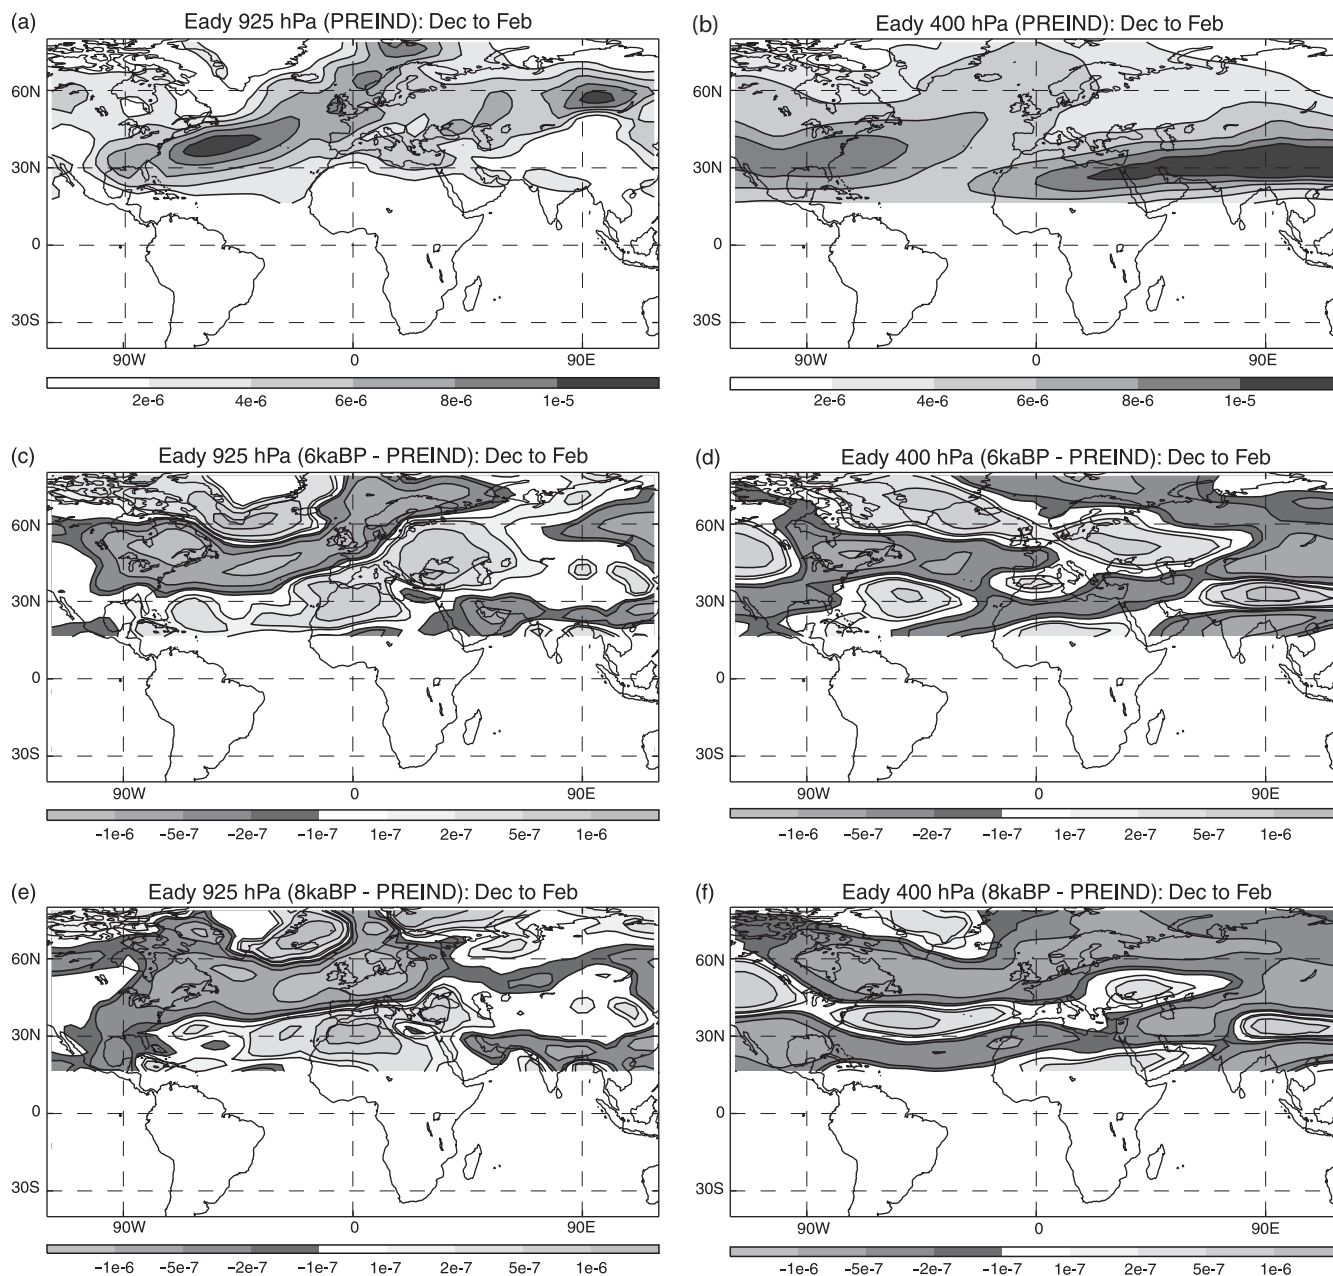 (a) Eady 925 hPa (PREIND): Dec to Feb
60N
30N
0
30S
90W 0 90E
2e-6 4e-6 6e-6 8e-6 1e-5
(b) Eady 400 hPa (PREIND): Dec to Feb
60N
30N
0
30S
90W 0 90E
2e-6 4e-6 6e-6 8e-6 1e-5
(c) Eady 925 hPa (6kaBP - PREIND): Dec to Feb
60N
30N
0
30S
90W 0 90E
−1e-6 −5e-7 −2e-7 −1e-7 1e-7 2e-7 5e-7 1e-6
(d) Eady 400 hPa (6kaBP - PREIND): Dec to Feb
60N
30N
0
30S
90W 0 90E
−1e-6 −5e-7 −2e-7 −1e-7 1e-7 2e-7 5e-7 1e-6
(e) Eady 925 hPa (8kaBP - PREIND): Dec to Feb
60N
30N
0
30S
90W 0 90E
−1e-6 −5e-7 −2e-7 −1e-7 1e-7 2e-7 5e-7 1e-6
(f) Eady 400 hPa (8kaBP - PREIND): Dec to Feb
60N
30N
0
30S
90W 0 90E
−1e-6 −5e-7 −2e-7 −1e-7 1e-7 2e-7 5e-7 1e-6